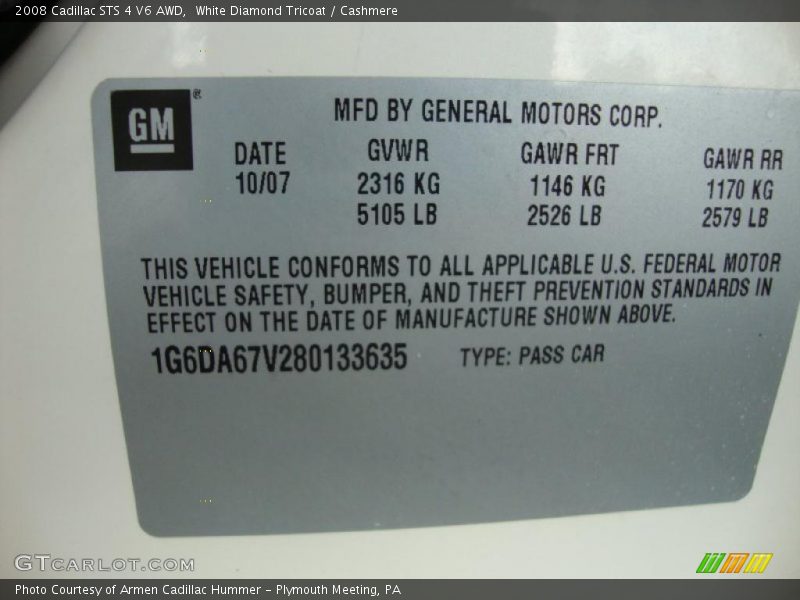 2008 Cadillac STS 4 V6 AWD,  White Diamond Tricoat / Cashmere
GM®
MFD BY GENERAL MOTORS CORP.
DATE GVWR GAWR FRT GAWR RR
10/07 2316 KG 1146 KG 1170 KG
5105 LB 2526 LB 2579 LB
THIS VEHICLE CONFORMS TO ALL APPLICABLE U.S. FEDERAL MOTOR
VEHICLE SAFETY, BUMPER, AND THEFT PREVENTION STANDARDS IN
EFFECT ON THE DATE OF MANUFACTURE SHOWN ABOVE.
1G6DA67V280133635 TYPE: PASS CAR
GTCARLOT.COM
Photo Courtesy of Armen Cadillac Hummer - Plymouth Meeting, PA